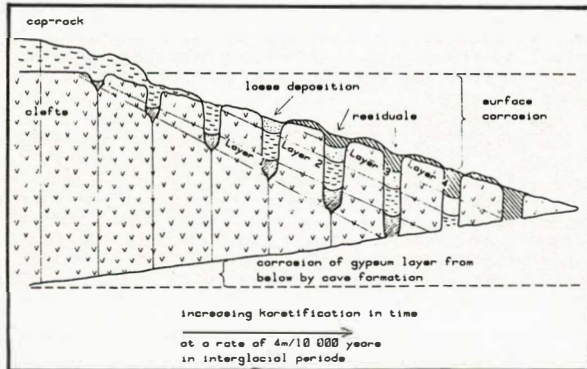 cap-rock
clefts
loess deposition
residuals
surface
corrosion
Layer 1
Layer 2
Layer 3
Layer 4
corrosion of gypsum layer from
below by cave formation
increasing karstification in time
at a rate of 4m/10 000 years
in interglacial periods